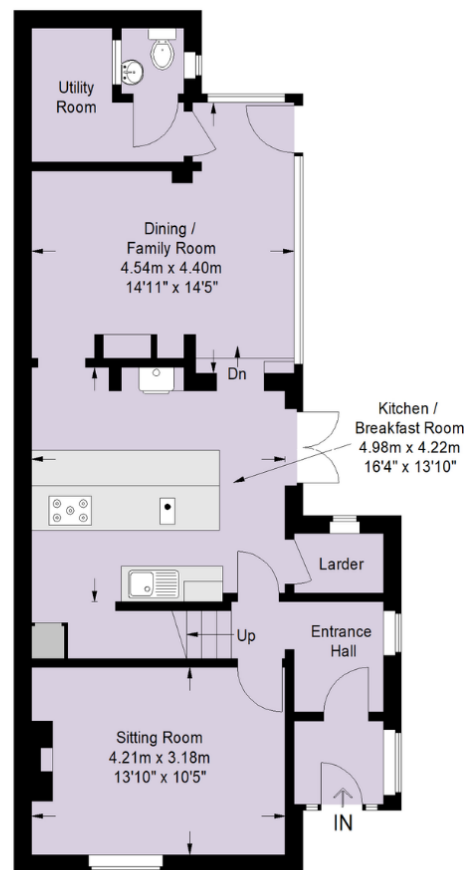 Utility
Room
Dining /
Family Room
4.54m x 4.40m
14'11" x 14'5"
Dn
Kitchen /
Breakfast Room
4.98m x 4.22m
16'4" x 13'10"
Larder
Up
Entrance
Hall
Sitting Room
4.21m x 3.18m
13'10" x 10'5"
IN